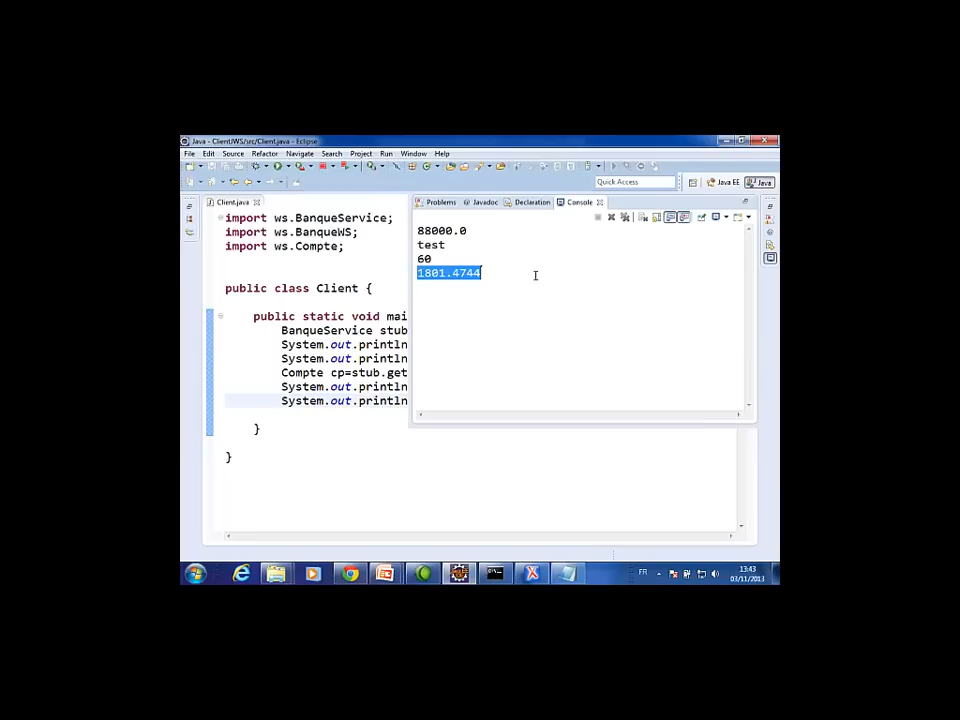 Java - ClientJWS/src/Client.java - Eclipse
File Edit Source Refactor Navigate Search Project Run Window Help
Quick Access
Java EE
Java
Client.java
import ws.BanqueService;
import ws.BanqueWS;
import ws.Compte;
public class Client {
public static void mai
BanqueService stub
System.out.println
System.out.println
Compte cp=stub.get
System.out.println
System.out.println
}
}
Problems
Javadoc
Declaration
Console
88000.0
test
60
1801.4744
FR
13:43
03/11/2013